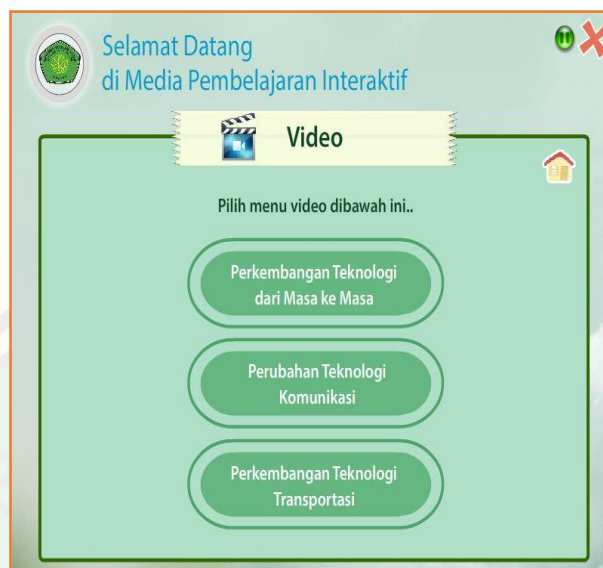 Selamat Datang
di Media Pembelajaran Interaktif
Video
Pilih menu video dibawah ini..
Perkembangan Teknologi
dari Masa ke Masa
Perubahan Teknologi
Komunikasi
Perkembangan Teknologi
Transportasi